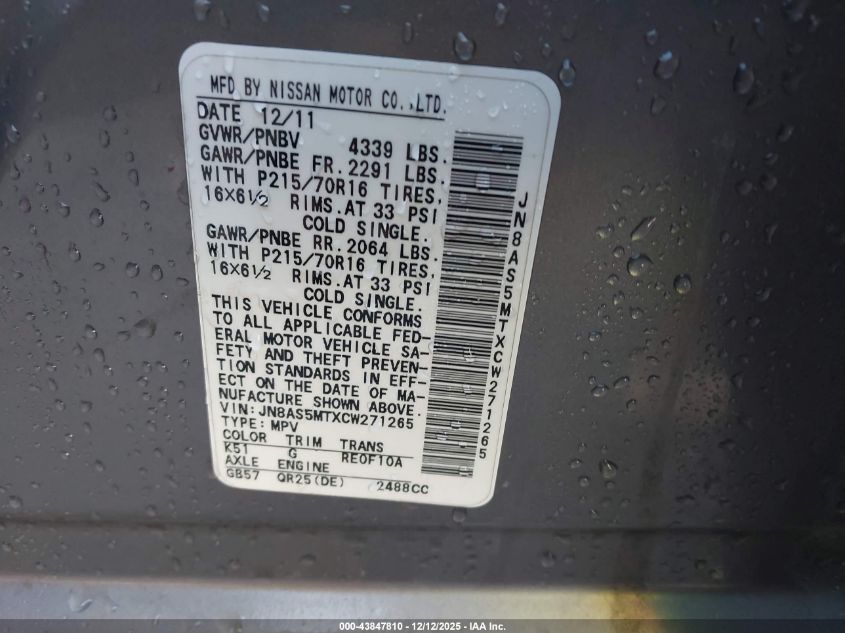 MFD BY NISSAN MOTOR CO.,LTD.
DATE 12/11
GVWR/PNBV 4339 LBS.
GAWR/PNBE FR. 2291 LBS.
WITH P215/70R16 TIRES,
16X6½ RIMS. AT 33 PSI
COLD SINGLE.
GAWR/PNBE RR. 2064 LBS.
WITH P215/70R16 TIRES,
16X6½ RIMS. AT 33 PSI
COLD SINGLE.
THIS VEHICLE CONFORMS
TO ALL APPLICABLE FED-
ERAL MOTOR VEHICLE SA-
FETY AND THEFT PREVEN-
TION STANDARDS IN EFF-
ECT ON THE DATE OF MA-
NUFACTURE SHOWN ABOVE.
VIN: JN8AS5MTXCW271265
TYPE: MPV
COLOR TRIM TRANS
K51 G RE0F10A
AXLE ENGINE
GB57 QR25(DE) 2488CC
JN8AS5MTXCW271265
000-43847810 - 12/12/2025 - IAA Inc.